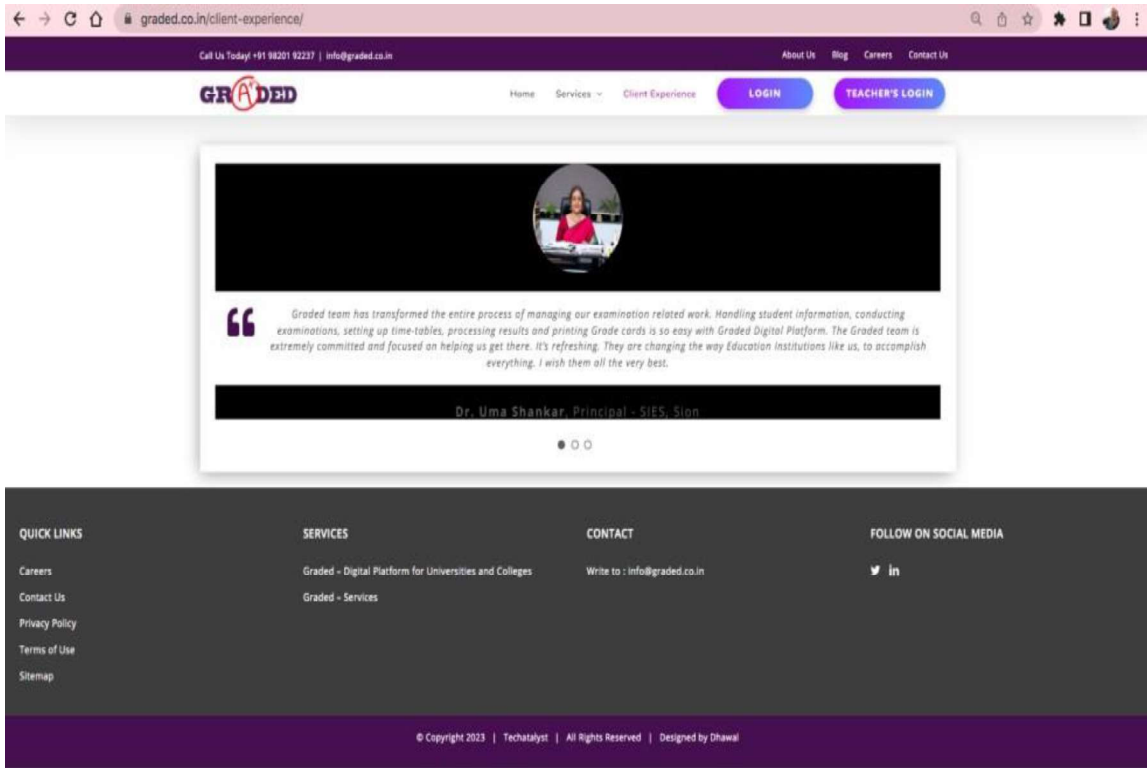 graded.co.in/client-experience/
Call Us Today! +91 98201 92237 | info@graded.co.in
About Us Blog Careers Contact Us
GRADED
Home Services Client Experience LOGIN TEACHER'S LOGIN
Graded team has transformed the entire process of managing our examination related work. Handling student information, conducting
examinations, setting up time-tables, processing results and printing Grade cards is so easy with Graded Digital Platform. The Graded team is
extremely committed and focused on helping us get there. It's refreshing. They are changing the way Education Institutions like us, to accomplish
everything. I wish them all the very best.
Dr. Uma Shankar, Principal - SIES, Sion
QUICK LINKS
Careers
Contact Us
Privacy Policy
Terms of Use
Sitemap
SERVICES
Graded – Digital Platform for Universities and Colleges
Graded – Services
CONTACT
Write to : info@graded.co.in
FOLLOW ON SOCIAL MEDIA
© Copyright 2023 | Techatalyst | All Rights Reserved | Designed by Dhawal